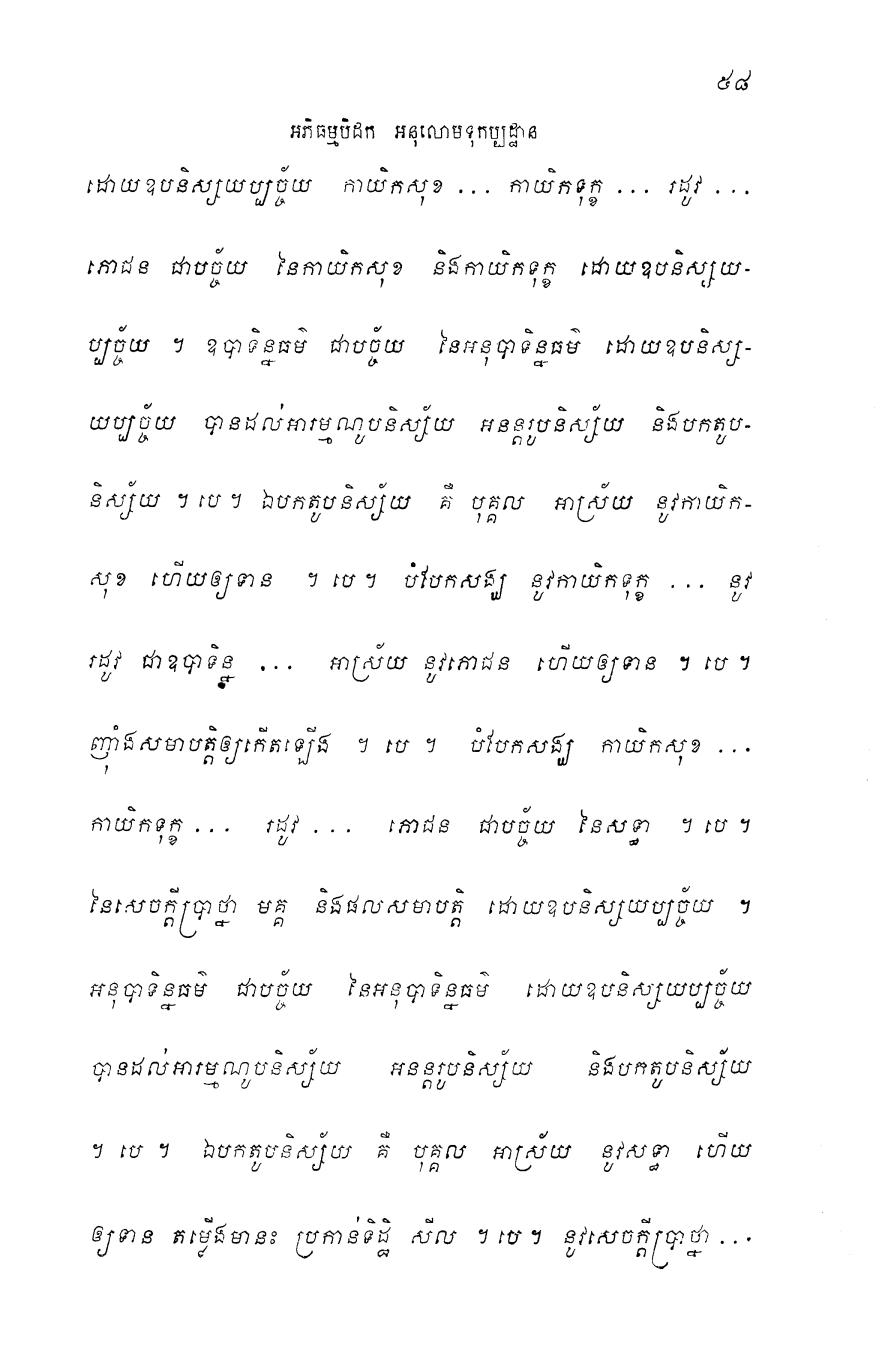 ៥៨
អភិធម្មបិដក អនុលោមទុកប្បដ្ឋាន
ដោយឧបនិស្សយប្បច្ច័យ កាយិកសុខ ... កាយិកទុក្ខ ... រដូវ ...
ភោជន ជាបច្ច័យ នៃកាយិកសុខ និងកាយិកទុក្ខ ដោយឧបនិស្សយ-
ប្បច្ច័យ ។ ឧបាទិន្នធម៌ ជាបច្ច័យ នៃអនុបាទិន្នធម៌ ដោយឧបនិស្ស-
យប្បច្ច័យ បានដល់អារម្មណូបនិស្ស័យ អនន្តរូបនិស្ស័យ និងបកតូប-
និស្ស័យ ។ បេ ។ ឯបកតូបនិស្ស័យ គឺ បុគ្គល អាស្រ័យ នូវកាយិក-
សុខ ហើយឲ្យទាន ។ បេ ។ បំបែកសង្ឃ នូវកាយិកទុក្ខ ... នូវ
រដូវ ជាឧបាទិន្ន ... អាស្រ័យ នូវភោជន ហើយឲ្យទាន ។ បេ ។
ញ៉ាំងសមាបត្តិឲ្យកើតឡើង ។ បេ ។ បំបែកសង្ឃ កាយិកសុខ ...
កាយិកទុក្ខ ... រដូវ ... ភោជន ជាបច្ច័យ នៃសទ្ធា ។ បេ ។
នៃសេចក្តីប្រាថ្នា មគ្គ និងផលសមាបត្តិ ដោយឧបនិស្សយប្បច្ច័យ ។
អនុបាទិន្នធម៌ ជាបច្ច័យ នៃអនុបាទិន្នធម៌ ដោយឧបនិស្សយប្បច្ច័យ
បានដល់អារម្មណូបនិស្ស័យ អនន្តរូបនិស្ស័យ និងបកតូបនិស្ស័យ
។ បេ ។ ឯបកតូបនិស្ស័យ គឺ បុគ្គល អាស្រ័យ នូវសទ្ធា ហើយ
ឲ្យទាន តម្កើងមានះ ប្រកាន់ទិដ្ឋិ សីល ។ បេ ។ នូវសេចក្តីប្រាថ្នា ...